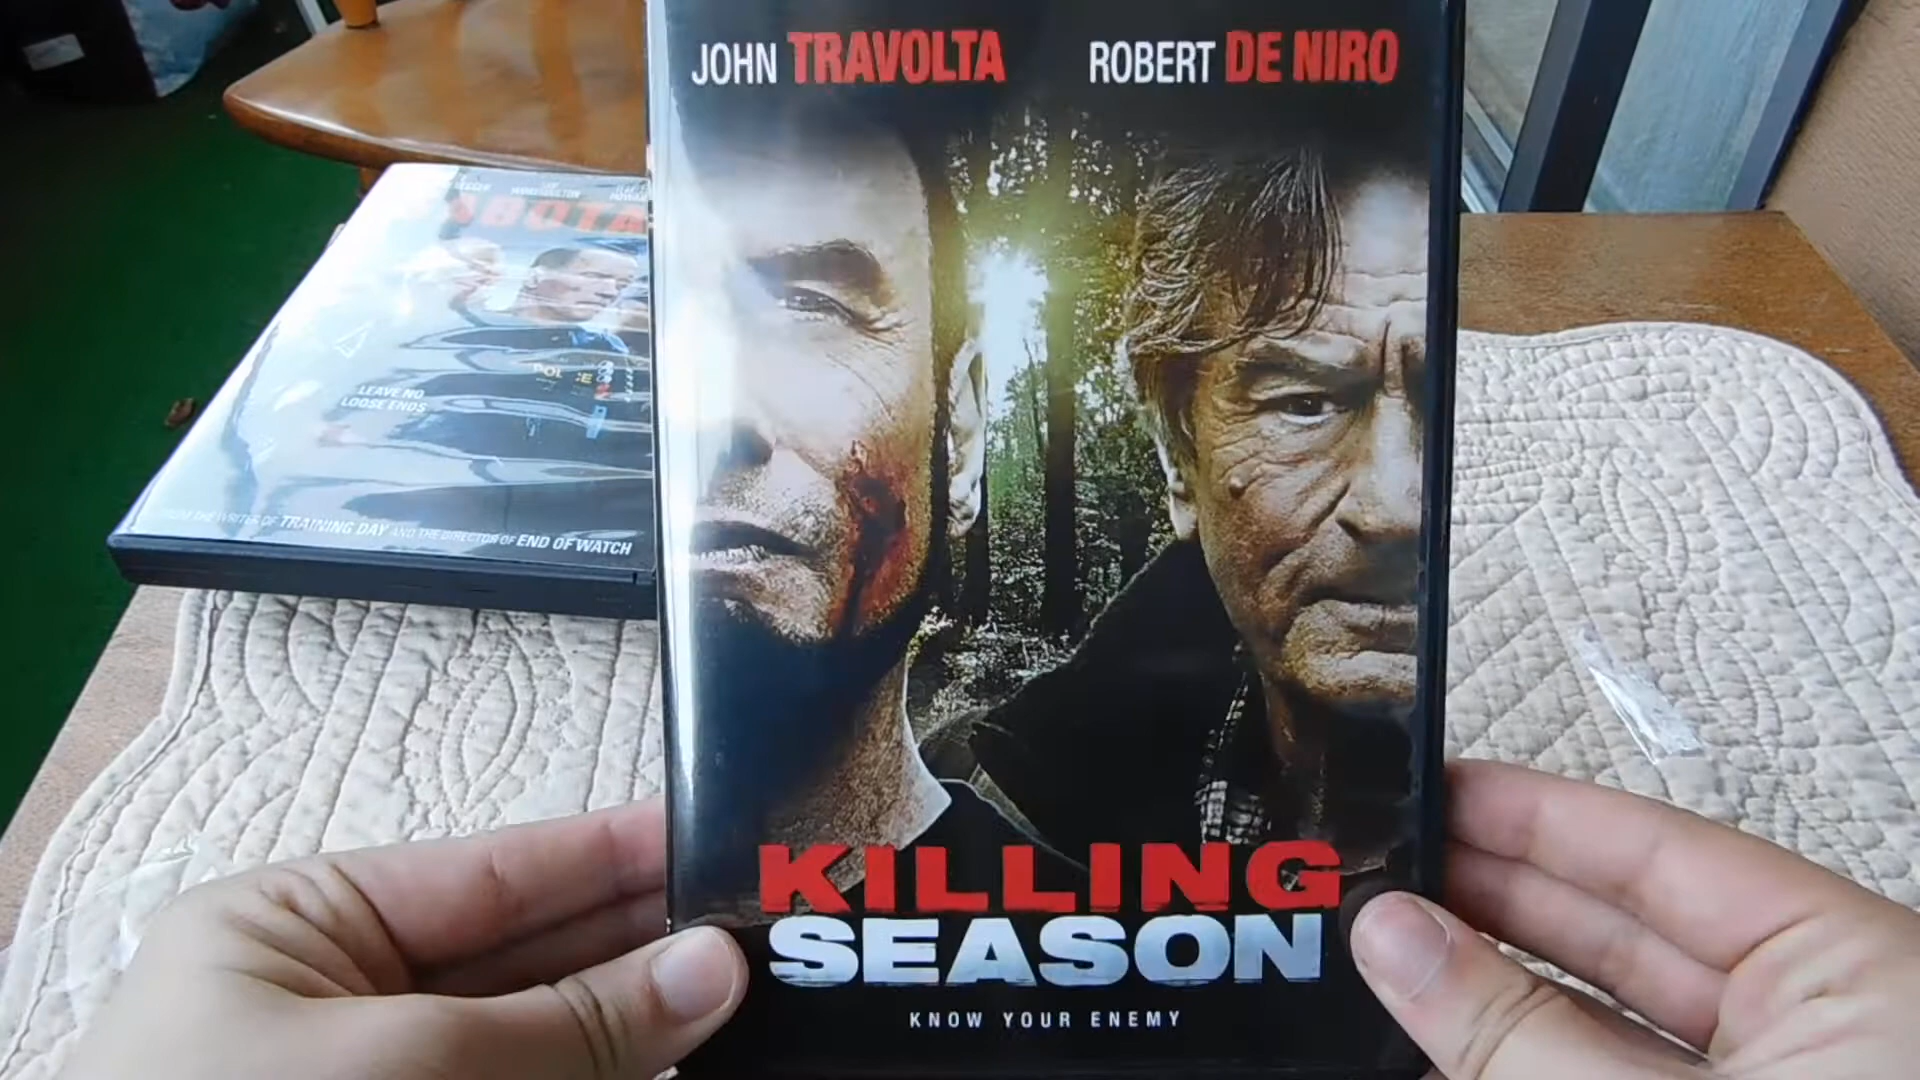 JOHN TRAVOLTA
ROBERT DE NIRO
KILLING
SEASON
KNOW YOUR ENEMY
LEAVE NO
LOOSE ENDS
FROM THE WRITER OF TRAINING DAY AND THE DIRECTOR OF END OF WATCH